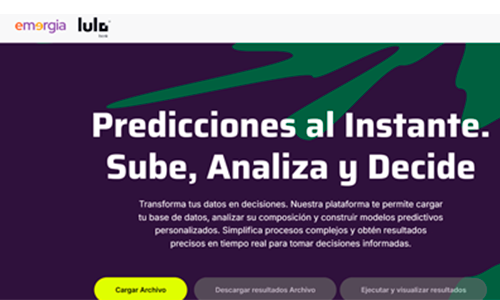 emergia lulo
bank
Predicciones al Instante.
Sube, Analiza y Decide
Transforma tus datos en decisiones. Nuestra plataforma te permite cargar
tu base de datos, analizar su composición y construir modelos predictivos
personalizados. Simplifica procesos complejos y obtén resultados
precisos en tiempo real para tomar decisiones informadas.
Cargar Archivo Descargar resultados Archivo Ejecutar y visualizar resultados